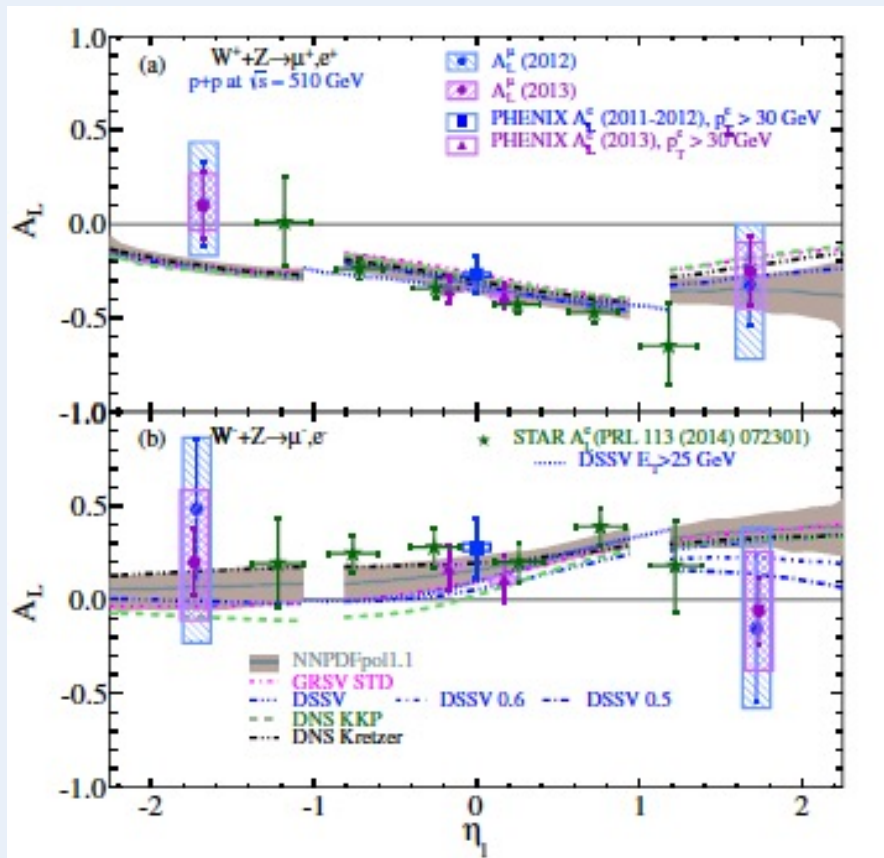 1.0
(a)
W⁺+Z→μ⁺,e⁺
p+p at √s = 510 GeV
A_L^μ (2012)
A_L^μ (2013)
PHENIX A_L^e (2011-2012), p_T^e > 30 GeV
PHENIX A_L^e (2013), p_T^e > 30 GeV
0.5
A_L
0.0
-0.5
-1.0
(b)
W⁻+Z→μ⁻,e⁻
STAR A_L^e (PRL 113 (2014) 072301)
DSSV E_T>25 GeV
0.5
A_L
0.0
NNPDFpol1.1
GRSV STD
-0.5
DSSV DSSV 0.6 DSSV 0.5
DNS KKP
DNS Kretzer
-1.0
-2 -1 0 1 2
η_l